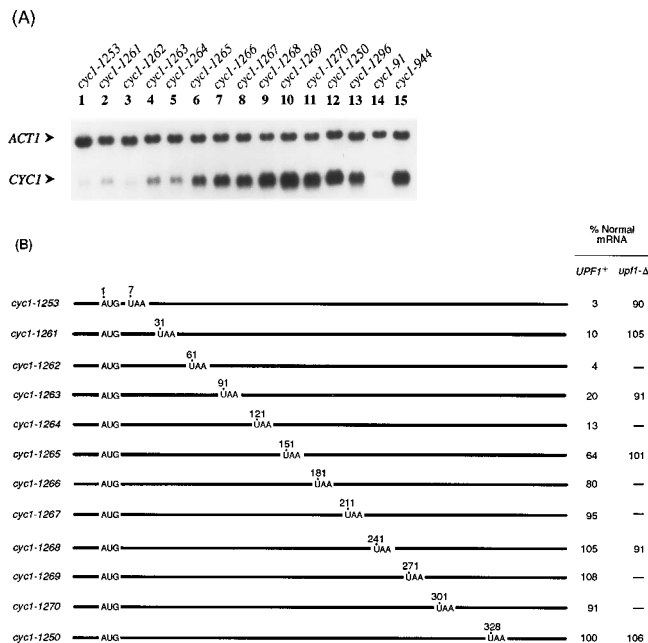 (A)
cyc1-1253 cyc1-1261 cyc1-1262 cyc1-1263 cyc1-1264 cyc1-1265 cyc1-1266 cyc1-1267 cyc1-1268 cyc1-1269 cyc1-1270 cyc1-1250 cyc1-1296 cyc1-91 cyc1-944
1 2 3 4 5 6 7 8 9 10 11 12 13 14 15
ACT1
CYC1
(B)
% Normal
mRNA
UPF1+ upf1-Δ
1 7
cyc1-1253 AUG UAA 3 90
31
cyc1-1261 AUG UAA 10 105
61
cyc1-1262 AUG UAA 4 —
91
cyc1-1263 AUG UAA 20 91
121
cyc1-1264 AUG UAA 13 —
151
cyc1-1265 AUG UAA 64 101
181
cyc1-1266 AUG UAA 80 —
211
cyc1-1267 AUG UAA 95 —
241
cyc1-1268 AUG UAA 105 91
271
cyc1-1269 AUG UAA 108 —
301
cyc1-1270 AUG UAA 91 —
328
cyc1-1250 AUG UAA 100 106